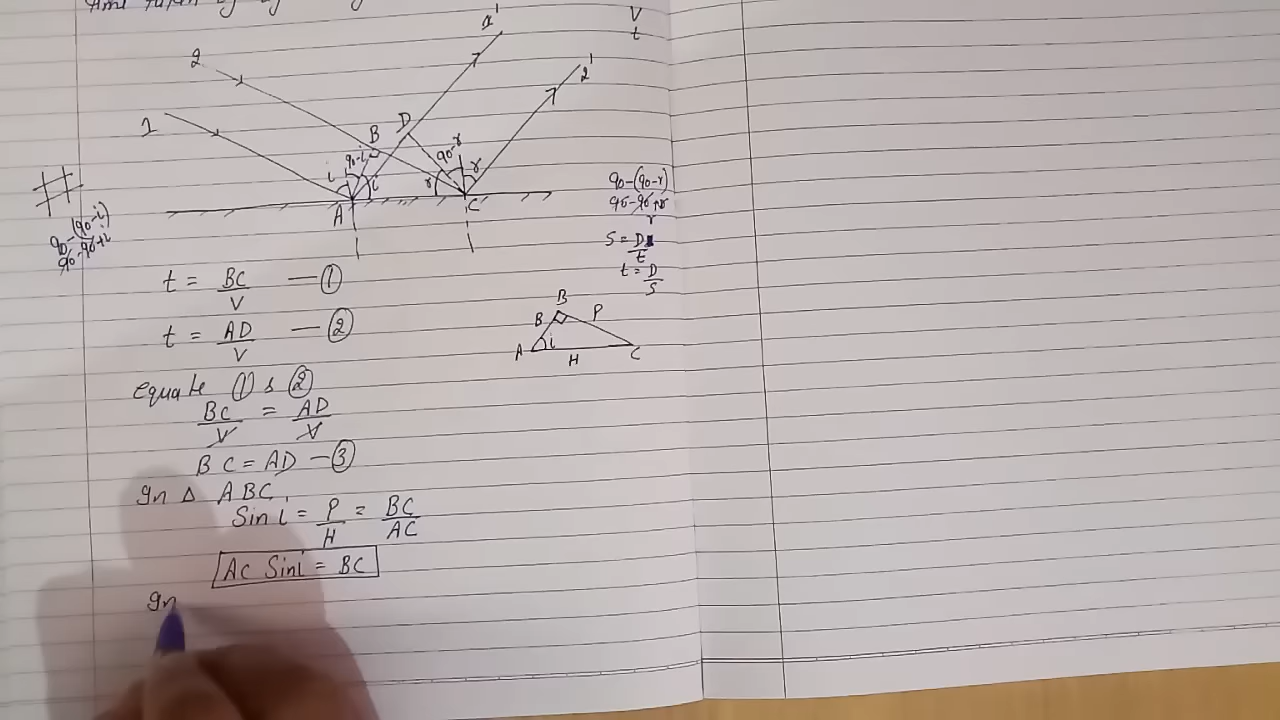 2
1
a'
2'
V
t
B
D
i
90-i
i
90-r
r
r
A
C
#
90-(90-i)
90-90+i
90-(90-r)
90-90+r
r
S = D
t
t = D
S
t = BC — ①
V
t = AD — ②
V
B
B
P
i
A
C
H
equate ① & ②
BC = AD
V V
BC = AD — ③
In Δ ABC,
Sin i = P = BC
H AC
AC Sin i = BC
In